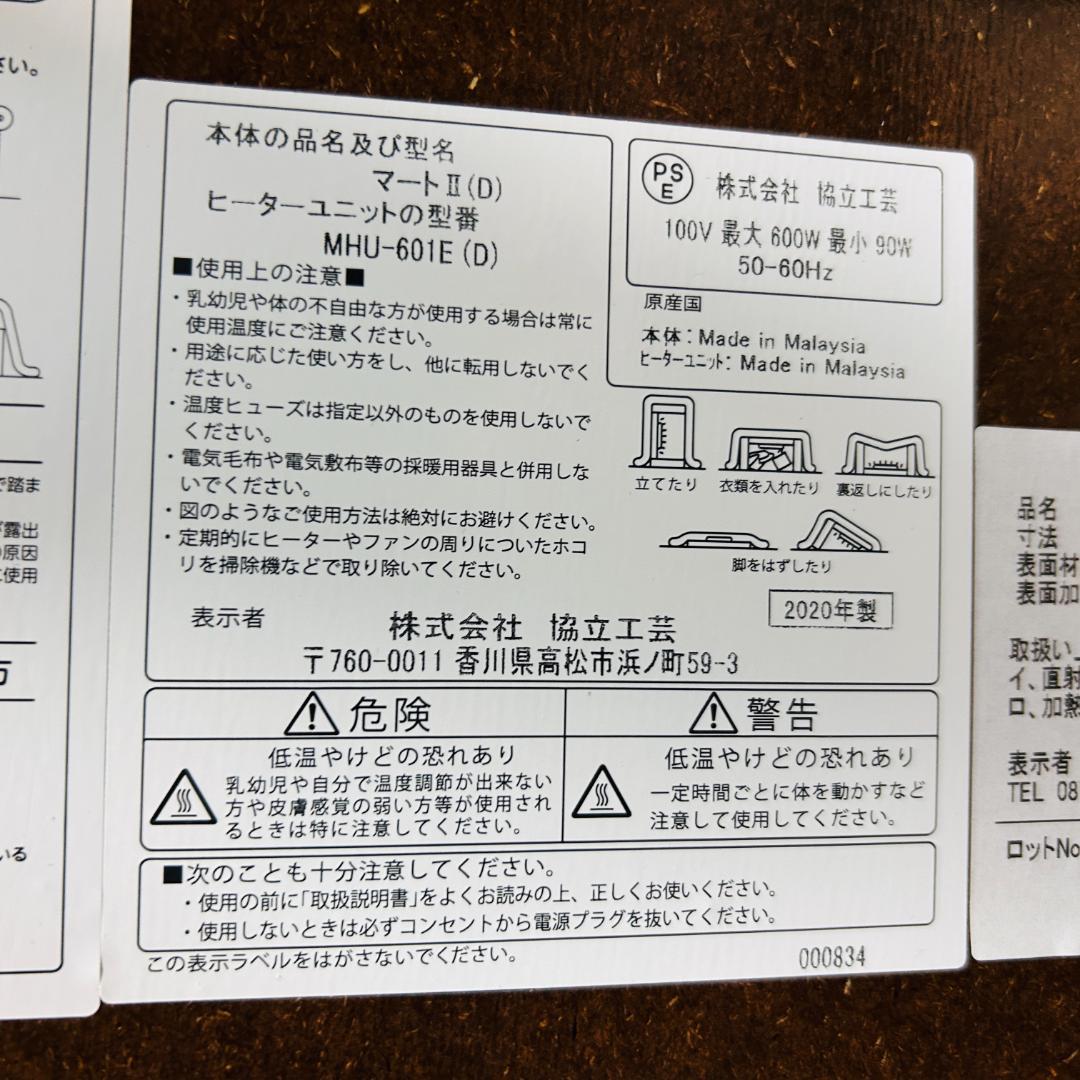 さい。
で踏ま
が露出
の原因
に使用
いる
本体の品名及び型名
マートⅡ(D)
ヒーターユニットの型番
MHU-601E(D)
■使用上の注意■
・乳幼児や体の不自由な方が使用する場合は常に
使用温度にご注意ください。
・用途に応じた使い方をし、他に転用しないでく
ださい。
・温度ヒューズは指定以外のものを使用しないで
ください。
・電気毛布や電気敷布等の採暖用器具と併用しな
いでください。
・図のようなご使用方法は絶対にお避けください。
・定期的にヒーターやファンの周りについたホコ
リを掃除機などで取り除いてください。
PS
E
株式会社 協立工芸
100V 最大 600W 最小 90W
50-60Hz
原産国
本体：Made in Malaysia
ヒーターユニット：Made in Malaysia
立てたり 衣類を入れたり 裏返しにしたり
脚をはずしたり
2020年製
表示者 株式会社 協立工芸
〒760-0011 香川県高松市浜ノ町59-3
危険
低温やけどの恐れあり
乳幼児や自分で温度調節が出来ない
方や皮膚感覚の弱い方等が使用され
るときは特に注意してください。
警告
低温やけどの恐れあり
一定時間ごとに体を動かすなど
注意して使用してください。
■次のことも十分注意してください。
・使用の前に「取扱説明書」をよくお読みの上、正しくお使いください。
・使用しないときは必ずコンセントから電源プラグを抜いてください。
この表示ラベルをはがさないでください。
000834
品名
寸法
表面材
表面加
取扱い
イ、直射
ロ、加熱
表示者
TEL 08
ロットNo